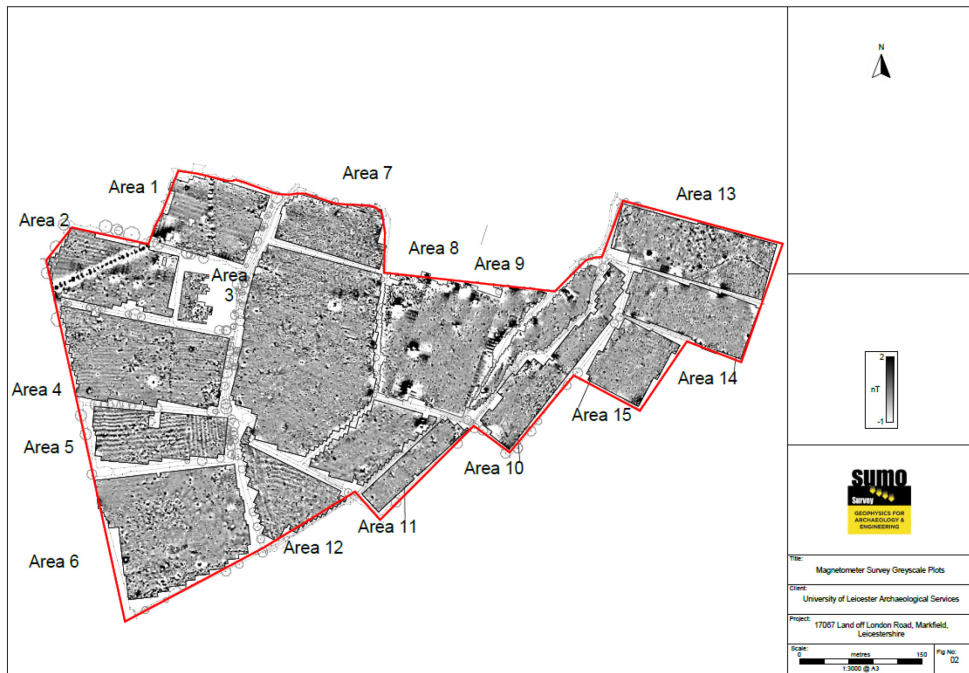 N
Area 7
Area 1
Area 13
Area 2
Area 8
Area 9
Area
3
2
nT
-1
Area 4
Area 14
Area 15
Area 5
Area 10
Area 11
Area 12
Area 6
sumo
Survey
GEOPHYSICS FOR
ARCHAEOLOGY &
ENGINEERING
Title:
Magnetometer Survey Greyscale Plots
Client:
University of Leicester Archaeological Services
Project:
17067 Land off London Road, Markfield,
Leicestershire
Scale:
0 metres 150
1:3000 @ A3
Fig No:
02